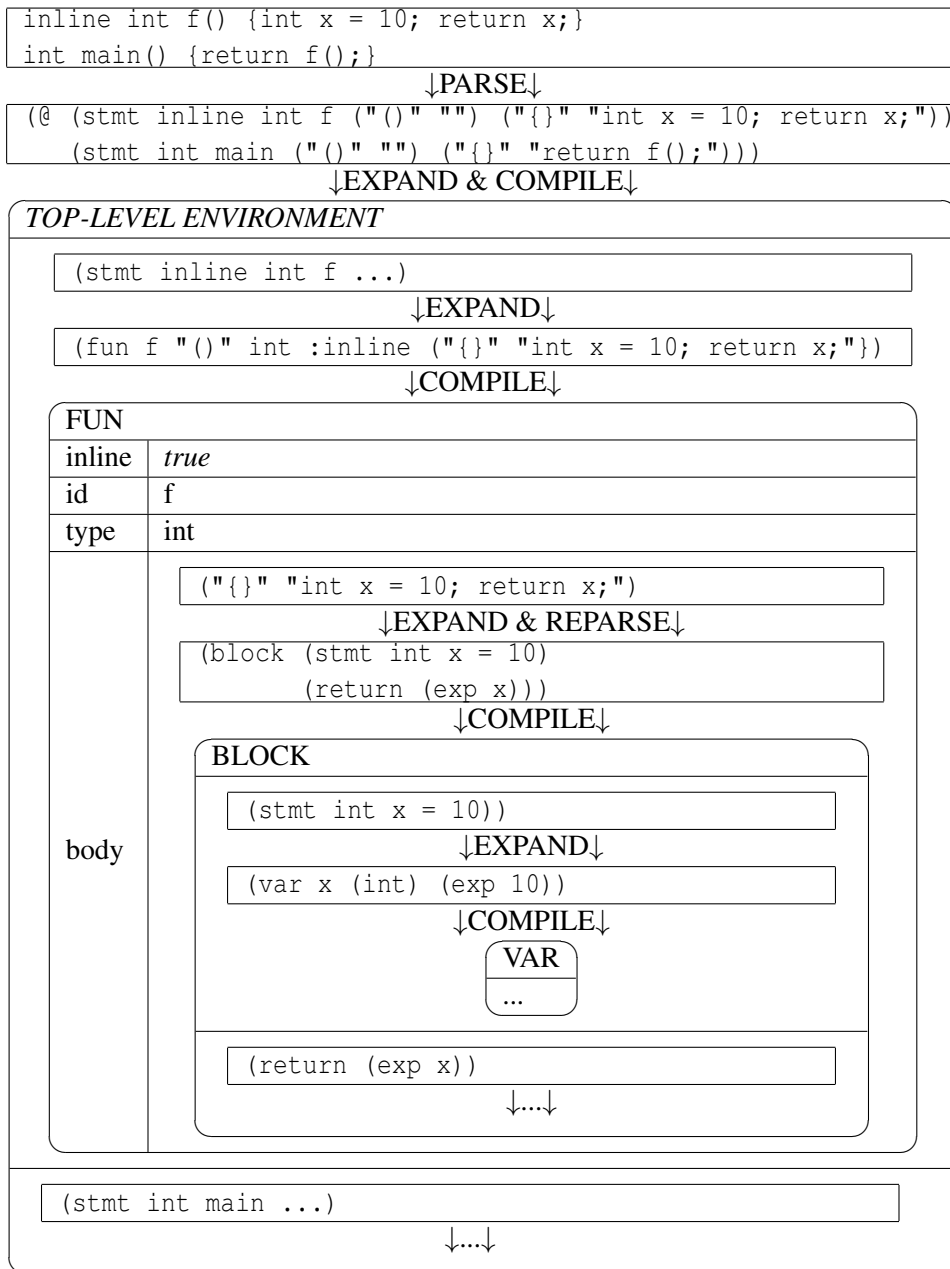 inline int f() {int x = 10; return x;}
int main() {return f();}
↓PARSE↓
(@ (stmt inline int f ("()" "") ("{}" "int x = 10; return x;"))
(stmt int main ("()" "") ("{}" "return f();")))
↓EXPAND & COMPILE↓
TOP-LEVEL ENVIRONMENT
(stmt inline int f ...)
↓EXPAND↓
(fun f "()" int :inline ("{}" "int x = 10; return x;"})
↓COMPILE↓
FUN
inline true
id f
type int
body
("{}" "int x = 10; return x;")
↓EXPAND & REPARSE↓
(block (stmt int x = 10)
(return (exp x)))
↓COMPILE↓
BLOCK
(stmt int x = 10))
↓EXPAND↓
(var x (int) (exp 10))
↓COMPILE↓
VAR
...
(return (exp x))
↓...↓
(stmt int main ...)
↓...↓